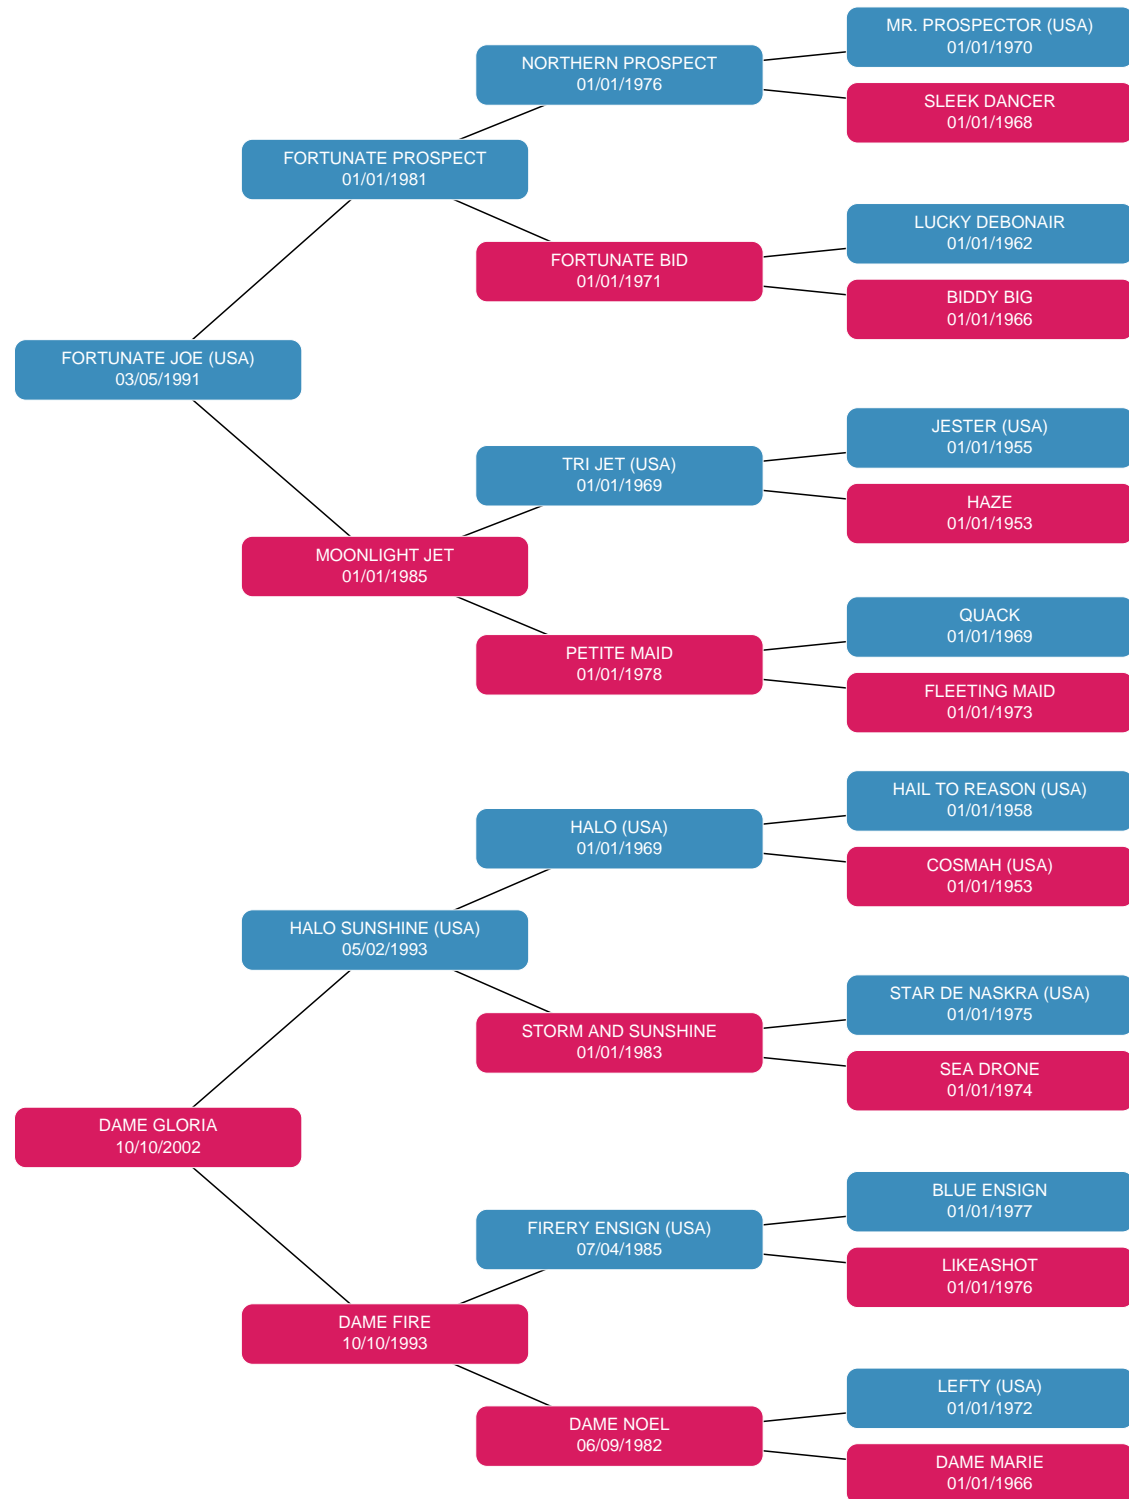 MR. PROSPECTOR (USA)
01/01/1970
NORTHERN PROSPECT
01/01/1976
SLEEK DANCER
01/01/1968
FORTUNATE PROSPECT
01/01/1981
LUCKY DEBONAIR
01/01/1962
FORTUNATE BID
01/01/1971
BIDDY BIG
01/01/1966
FORTUNATE JOE (USA)
03/05/1991
JESTER (USA)
01/01/1955
TRI JET (USA)
01/01/1969
HAZE
01/01/1953
MOONLIGHT JET
01/01/1985
QUACK
01/01/1969
PETITE MAID
01/01/1978
FLEETING MAID
01/01/1973
HAIL TO REASON (USA)
01/01/1958
HALO (USA)
01/01/1969
COSMAH (USA)
01/01/1953
HALO SUNSHINE (USA)
05/02/1993
STAR DE NASKRA (USA)
01/01/1975
STORM AND SUNSHINE
01/01/1983
SEA DRONE
01/01/1974
DAME GLORIA
10/10/2002
BLUE ENSIGN
01/01/1977
FIRERY ENSIGN (USA)
07/04/1985
LIKEASHOT
01/01/1976
DAME FIRE
10/10/1993
LEFTY (USA)
01/01/1972
DAME NOEL
06/09/1982
DAME MARIE
01/01/1966